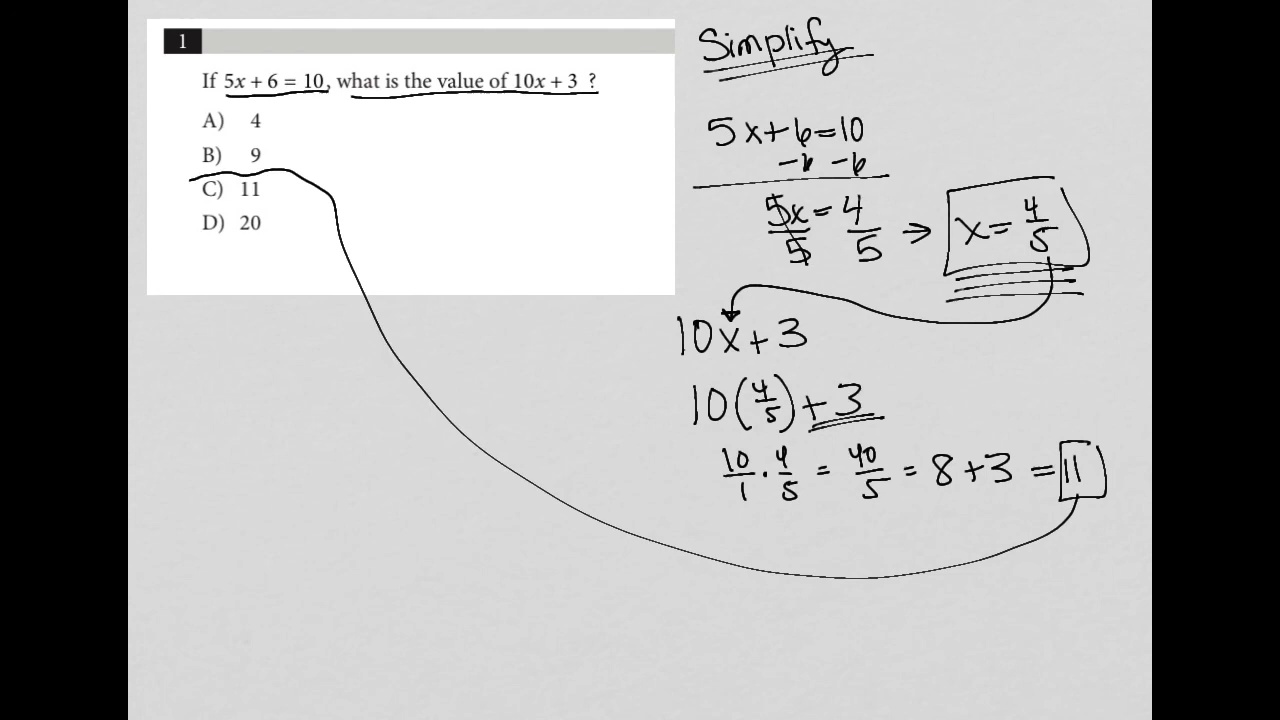 1
If 5x + 6 = 10, what is the value of 10x + 3 ?
A) 4
B) 9
C) 11
D) 20
Simplify
5x+6=10
-6 -6
5x/5 = 4/5 → x = 4/5
10x + 3
10(4/5) + 3
10/1 · 4/5 = 40/5 = 8 + 3 = 11